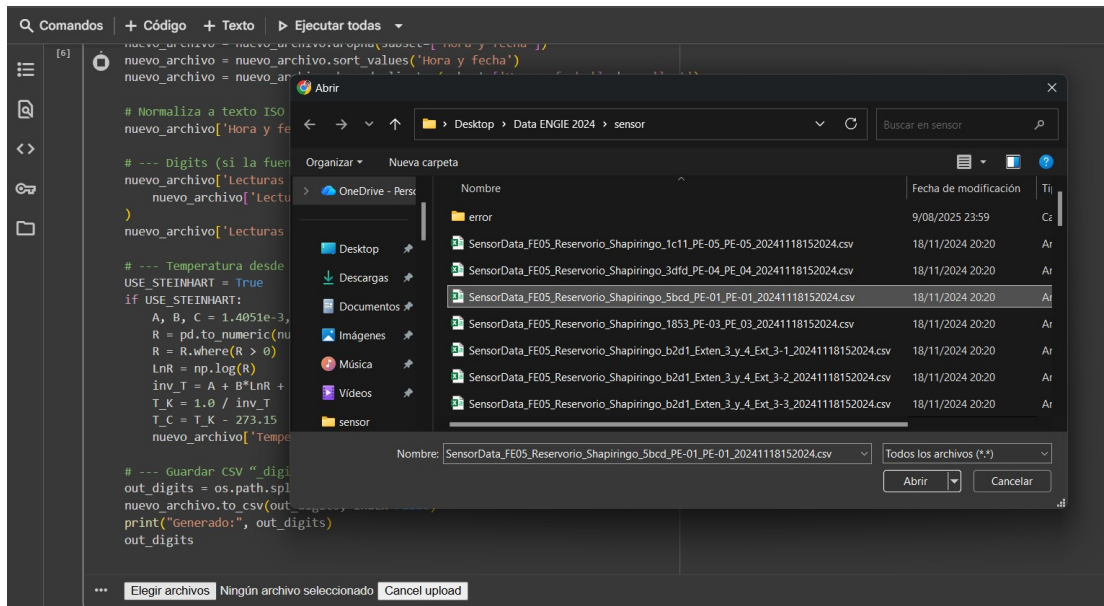 Comandos + Código + Texto Ejecutar todas
[6]
nuevo_archivo = nuevo_archivo.dropna(subset=['Hora y fecha'])
nuevo_archivo = nuevo_archivo.sort_values('Hora y fecha')
nuevo_archivo = nuevo_ar
# Normaliza a texto ISO
nuevo_archivo['Hora y fe
# --- Digits (si la fuen
nuevo_archivo['Lecturas
nuevo_archivo['Lectu
)
nuevo_archivo['Lecturas
# --- Temperatura desde
USE_STEINHART = True
if USE_STEINHART:
A, B, C = 1.4051e-3,
R = pd.to_numeric(nu
R = R.where(R > 0)
LnR = np.log(R)
inv_T = A + B*LnR +
T_K = 1.0 / inv_T
T_C = T_K - 273.15
nuevo_archivo['Tempe
# --- Guardar CSV “_digi
out_digits = os.path.spl
nuevo_archivo.to_csv(out
print("Generado:", out_digits)
out_digits
Elegir archivos Ningún archivo seleccionado Cancel upload
Abrir
Desktop > Data ENGIE 2024 > sensor
Buscar en sensor
Organizar Nueva carpeta
OneDrive - Perso
Desktop
Descargas
Documentos
Imágenes
Música
Vídeos
sensor
Nombre Fecha de modificación
error 9/08/2025 23:59
SensorData_FE05_Reservorio_Shapiringo_1c11_PE-05_PE-05_20241118152024.csv 18/11/2024 20:20
SensorData_FE05_Reservorio_Shapiringo_3dfd_PE-04_PE_04_20241118152024.csv 18/11/2024 20:20
SensorData_FE05_Reservorio_Shapiringo_5bcd_PE-01_PE-01_20241118152024.csv 18/11/2024 20:20
SensorData_FE05_Reservorio_Shapiringo_1853_PE-03_PE_03_20241118152024.csv 18/11/2024 20:20
SensorData_FE05_Reservorio_Shapiringo_b2d1_Exten_3_y_4_Ext_3-1_20241118152024.csv 18/11/2024 20:20
SensorData_FE05_Reservorio_Shapiringo_b2d1_Exten_3_y_4_Ext_3-2_20241118152024.csv 18/11/2024 20:20
SensorData_FE05_Reservorio_Shapiringo_b2d1_Exten_3_y_4_Ext_3-3_20241118152024.csv 18/11/2024 20:20
Nombre: SensorData_FE05_Reservorio_Shapiringo_5bcd_PE-01_PE-01_20241118152024.csv Todos los archivos (*.*)
Abrir Cancelar